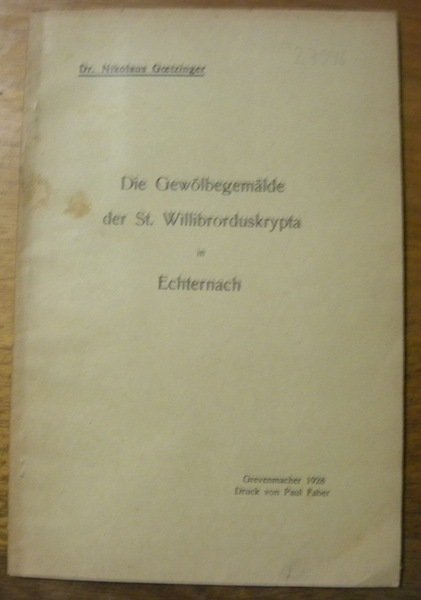 Dr. Nikolaus Goetzinger
Die Gewölbegemälde
der St. Willibrorduskrypta
in
Echternach
Grevenmacher 1928
Druck von Paul Faber